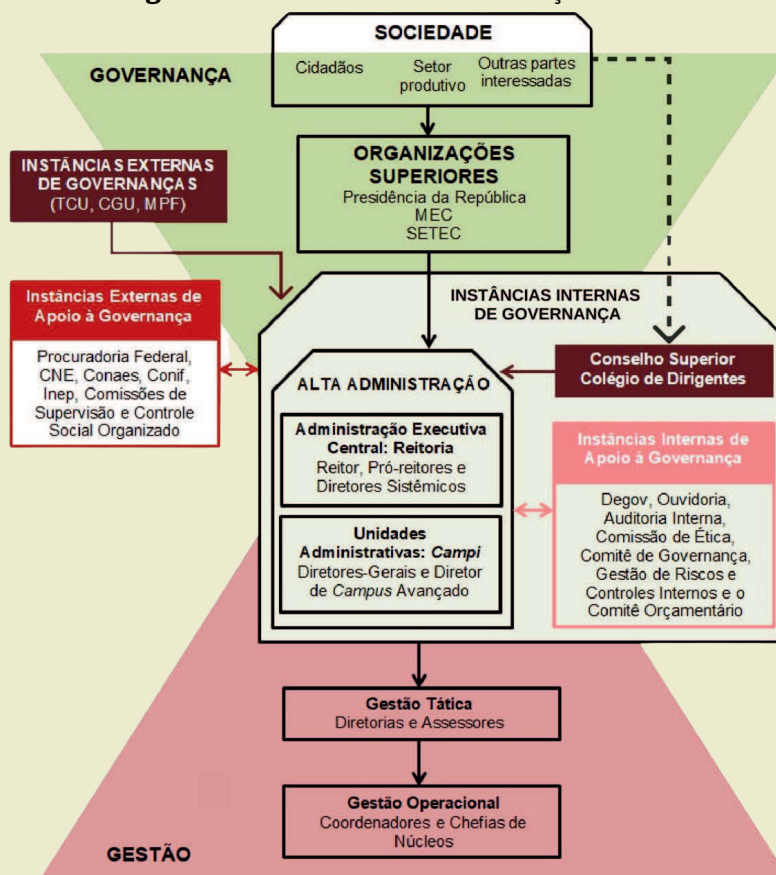 SOCIEDADE
Cidadãos
Setor
produtivo
Outras partes
interessadas
GOVERNANÇA
ORGANIZAÇÕES
SUPERIORES
Presidência da República
MEC
SETEC
INSTÂNCIAS EXTERNAS
DE GOVERNANÇAS
(TCU, CGU, MPF)
INSTÂNCIAS INTERNAS
DE GOVERNANÇA
Instâncias Externas de
Apoio à Governança
Procuradoria Federal,
CNE, Conaes, Conif,
Inep, Comissões de
Supervisão e Controle
Social Organizado
Conselho Superior
Colégio de Dirigentes
ALTA ADMINISTRAÇÃO
Administração Executiva
Central: Reitoria
Reitor, Pró-reitores e
Diretores Sistêmicos
Unidades
Administrativas: Campi
Diretores-Gerais e Diretor
de Campus Avançado
Instâncias Internas de
Apoio à Governança
Degov, Ouvidoria,
Auditoria Interna,
Comissão de Ética,
Comitê de Governança,
Gestão de Riscos e
Controles Internos e o
Comitê Orçamentário
Gestão Tática
Diretorias e Assessores
Gestão Operacional
Coordenadores e Chefias de
Núcleos
GESTÃO